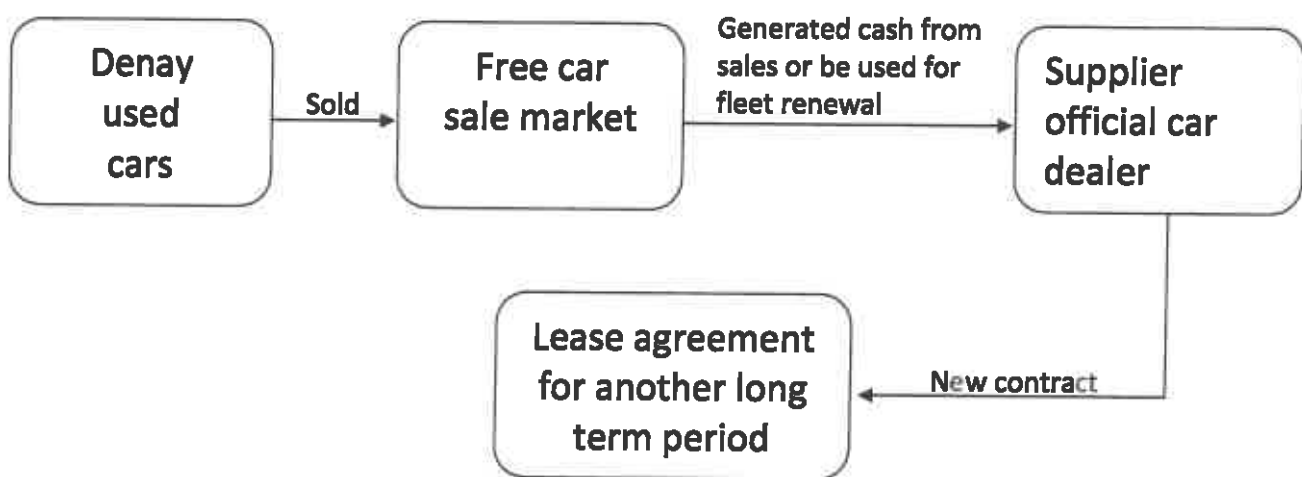 Denay
used
cars
Sold
Free car
sale market
Generated cash from
sales or be used for
fleet renewal
Supplier
official car
dealer
New contract
Lease agreement
for another long
term period